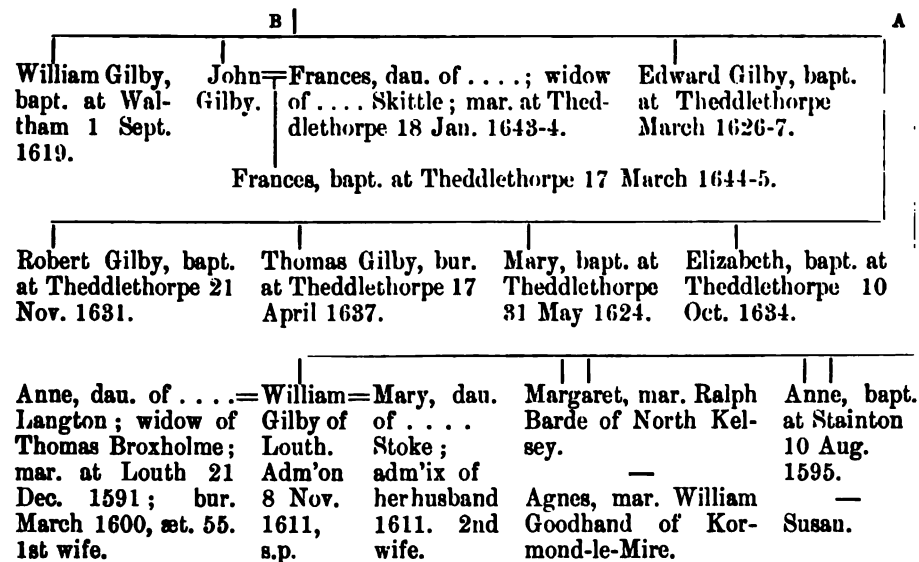 B A
William Gilby,
bapt. at Wal-
tham 1 Sept.
1619.
John=Frances, dau. of . . . .; widow
Gilby. of . . . . Skittle; mar. at Thed-
dlethorpe 18 Jan. 1643-4.
Edward Gilby, bapt.
at Theddlethorpe
March 1626-7.
Frances, bapt. at Theddlethorpe 17 March 1644-5.
Robert Gilby, bapt.
at Theddlethorpe 21
Nov. 1631.
Thomas Gilby, bur.
at Theddlethorpe 17
April 1637.
Mary, bapt. at
Theddlethorpe
31 May 1624.
Elizabeth, bapt. at
Theddlethorpe 10
Oct. 1634.
Anne, dau. of . . . .=
Langton; widow of
Thomas Broxholme;
mar. at Louth 21
Dec. 1591; bur.
March 1600, æt. 55.
1st wife.
William=
Gilby of
Louth.
Adm'on
8 Nov.
1611,
s.p.
Mary, dau.
of . . . .
Stoke;
adm'ix of
her husband
1611. 2nd
wife.
Margaret, mar. Ralph
Barde of North Kel-
sey.
—
Agnes, mar. William
Goodhand of Kor-
mond-le-Mire.
Anne, bapt.
at Stainton
10 Aug.
1595.
—
Susan.